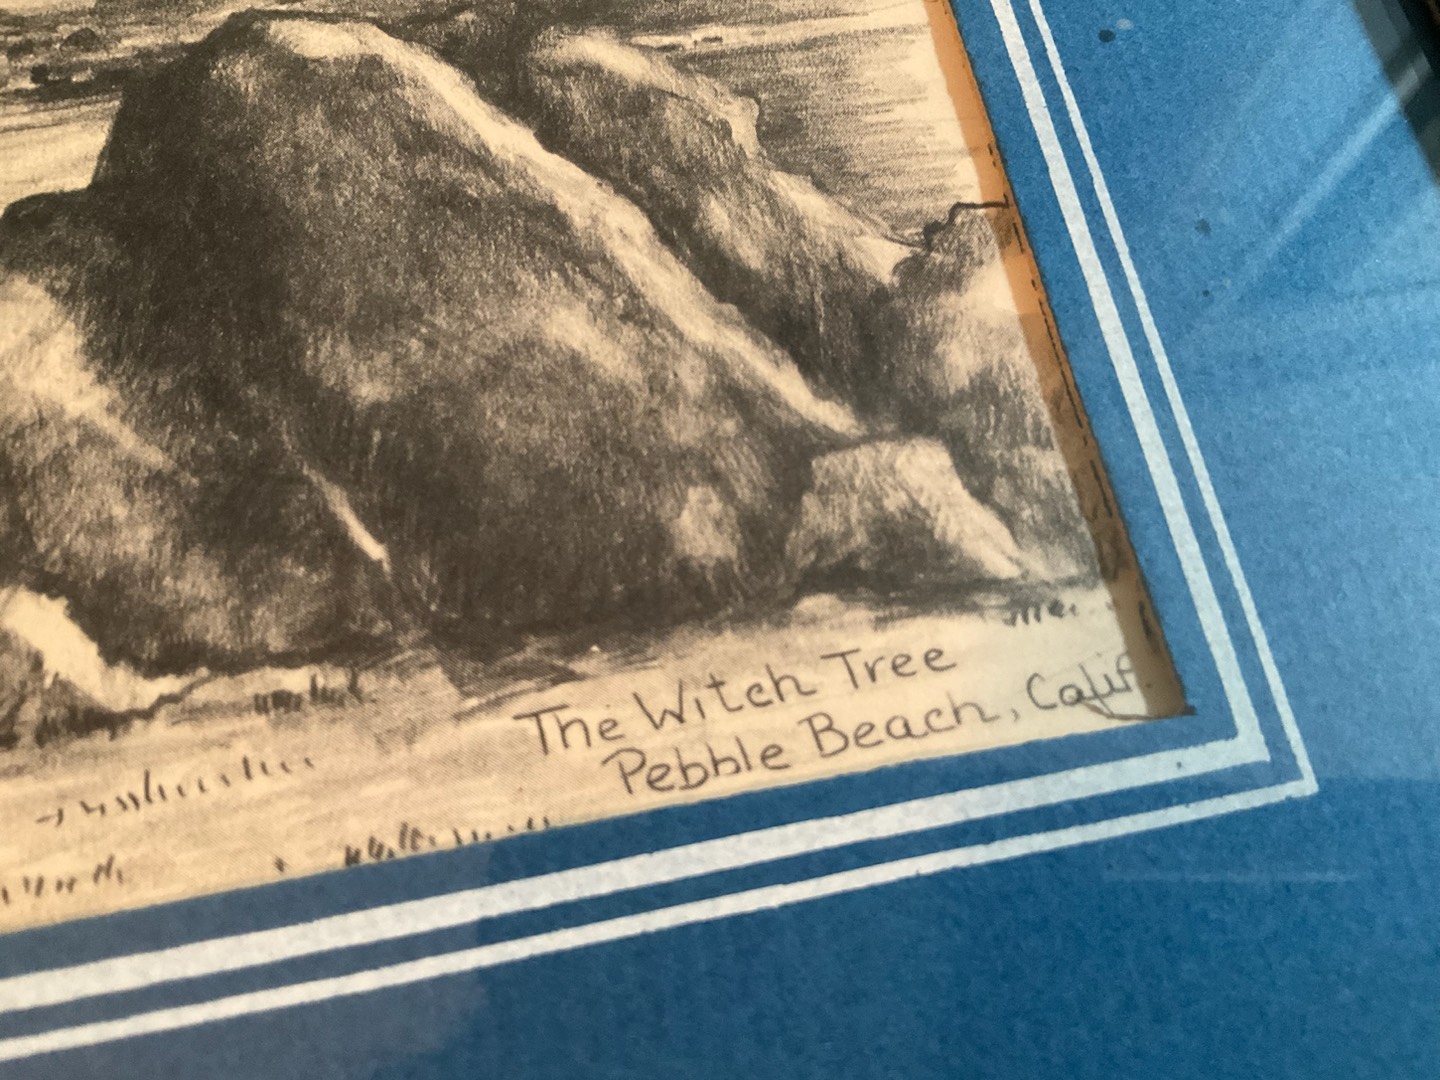 The Witch Tree
Pebble Beach, Calif.